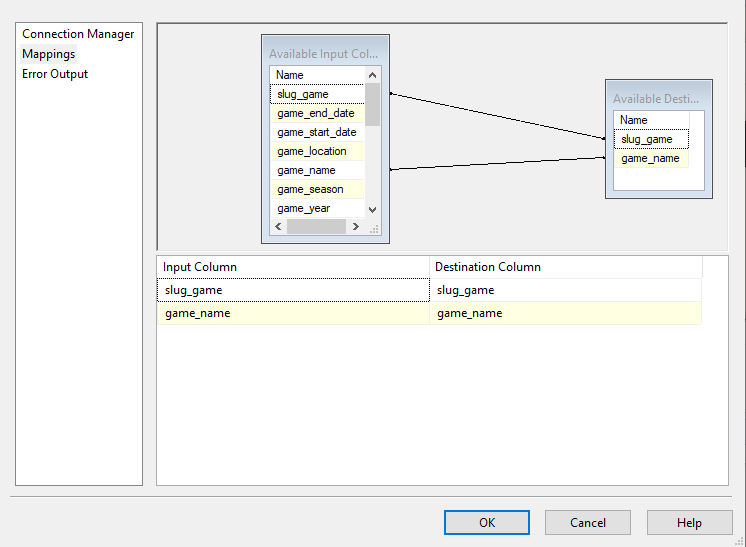 Connection Manager
Mappings
Error Output
Available Input Col...
Name
slug_game
game_end_date
game_start_date
game_location
game_name
game_season
game_year
Available Desti...
Name
slug_game
game_name
Input Column Destination Column
slug_game slug_game
game_name game_name
OK Cancel Help